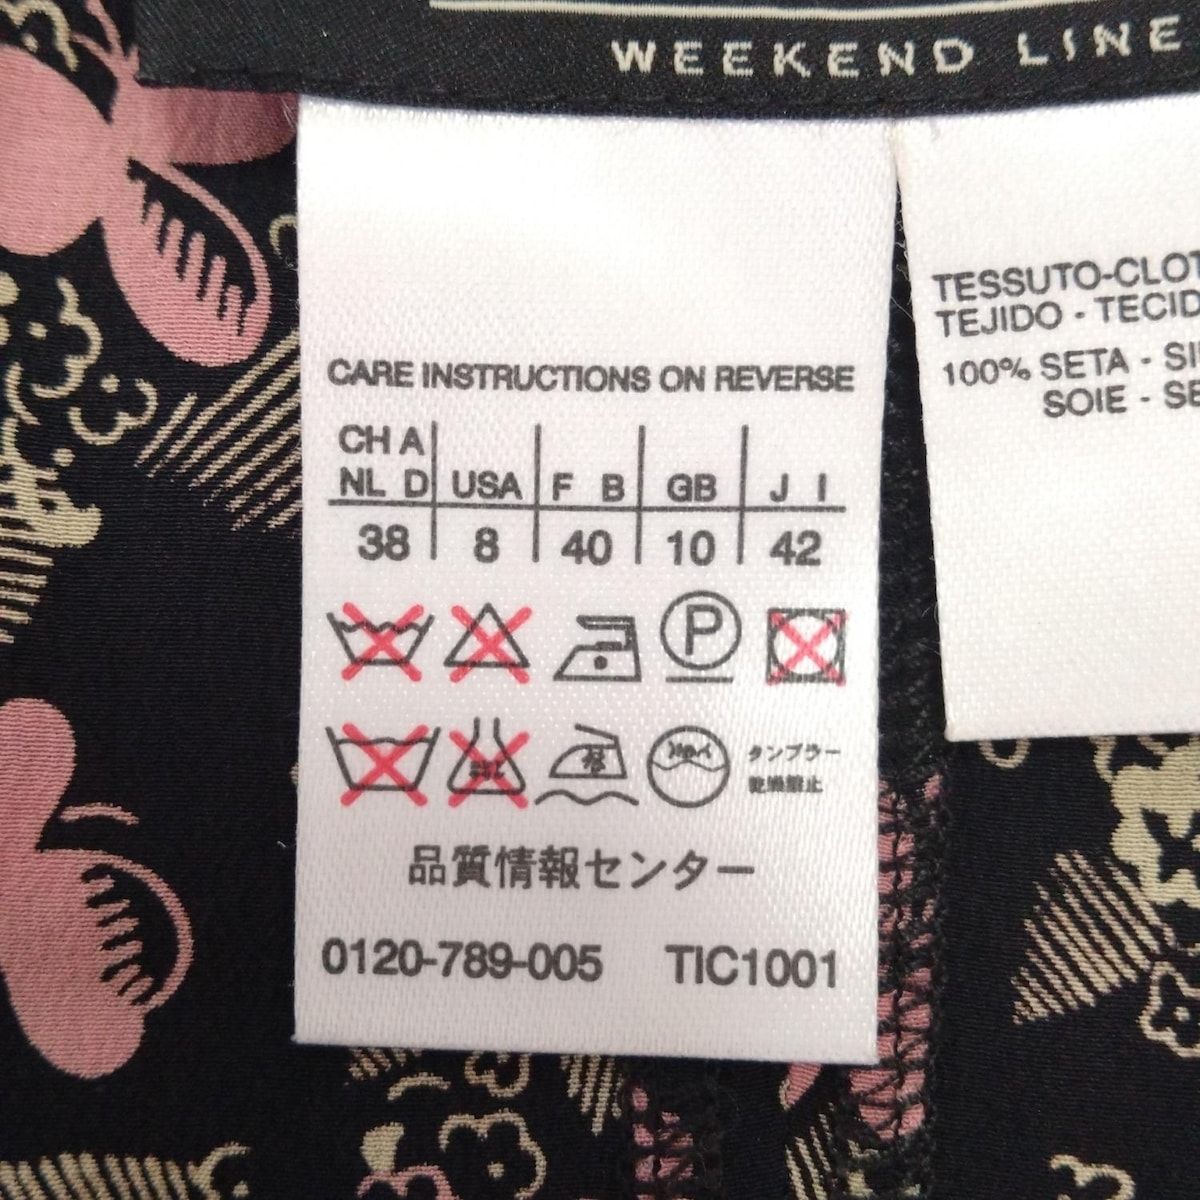 WEEKEND LINE
CARE INSTRUCTIONS ON REVERSE
CH A
NL D USA F B GB J I
38 8 40 10 42
P
タンブラー
乾燥禁止
品質情報センター
0120-789-005 TIC1001
TESSUTO-CLOT
TEJIDO - TECID
100% SETA - SI
SOIE - SE